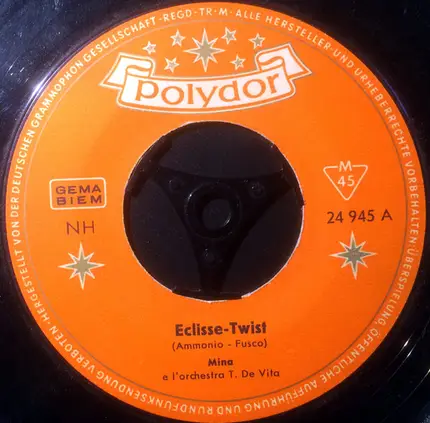 HERGESTELLT VON DER DEUTSCHEN GRAMMOPHON GESELLSCHAFT·REGD·TR·M·ALLE HERSTELLER- UND URHEBERRECHTE VORBEHALTEN·ÜBERSPIELUNG ÖFFENTLICHE AUFFÜHRUNG UND RUNDFUNKSENDUNG VERBOTEN·
polydor
GEMA
BIEM
NH
M
45
24 945 A
Eclisse-Twist
(Ammonio - Fusco)
Mina
e l'orchestra T. De Vita